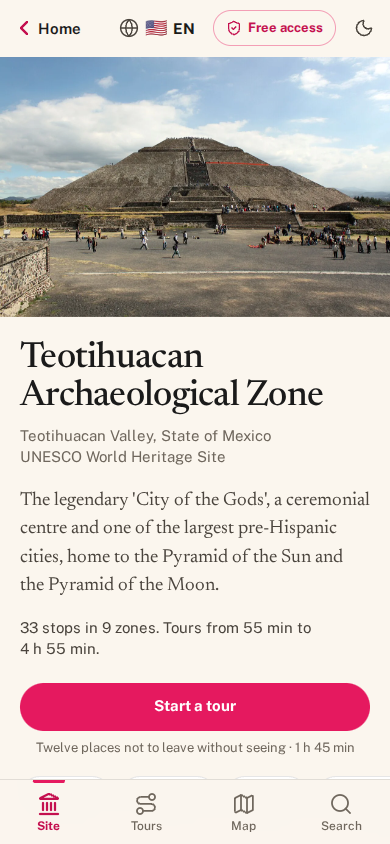 Home
EN
Free access
Teotihuacan
Archaeological Zone
Teotihuacan Valley, State of Mexico
UNESCO World Heritage Site
The legendary 'City of the Gods', a ceremonial
centre and one of the largest pre-Hispanic
cities, home to the Pyramid of the Sun and
the Pyramid of the Moon.
33 stops in 9 zones. Tours from 55 min to
4 h 55 min.
Start a tour
Twelve places not to leave without seeing · 1 h 45 min
Site
Tours
Map
Search